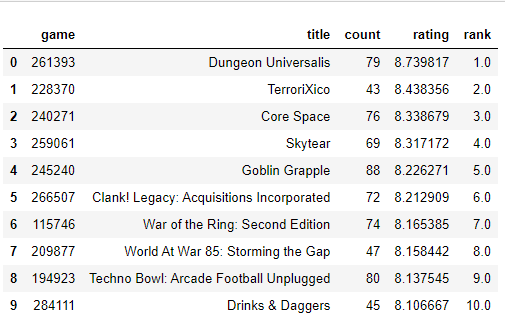 game title count rating rank
0 261393 Dungeon Universalis 79 8.739817 1.0
1 228370 TerroriXico 43 8.438356 2.0
2 240271 Core Space 76 8.338679 3.0
3 259061 Skytear 69 8.317172 4.0
4 245240 Goblin Grapple 88 8.226271 5.0
5 266507 Clank! Legacy: Acquisitions Incorporated 72 8.212909 6.0
6 115746 War of the Ring: Second Edition 74 8.165385 7.0
7 209877 World At War 85: Storming the Gap 47 8.158442 8.0
8 194923 Techno Bowl: Arcade Football Unplugged 80 8.137545 9.0
9 284111 Drinks & Daggers 45 8.106667 10.0